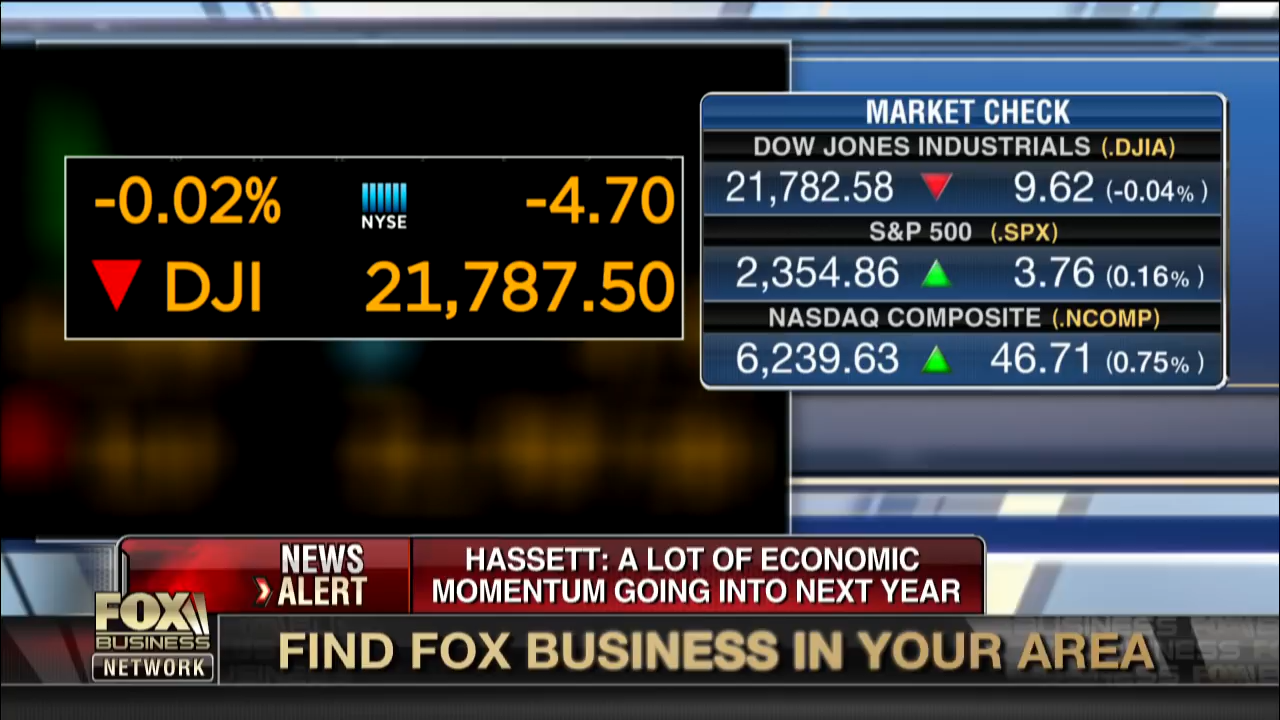 -0.02%
NYSE
-4.70
DJI
21,787.50
MARKET CHECK
DOW JONES INDUSTRIALS (.DJIA)
21,782.58 9.62 (-0.04%)
S&P 500 (.SPX)
2,354.86 3.76 (0.16%)
NASDAQ COMPOSITE (.NCOMP)
6,239.63 46.71 (0.75%)
NEWS
ALERT
HASSETT: A LOT OF ECONOMIC
MOMENTUM GOING INTO NEXT YEAR
FOX
BUSINESS
NETWORK
FIND FOX BUSINESS IN YOUR AREA